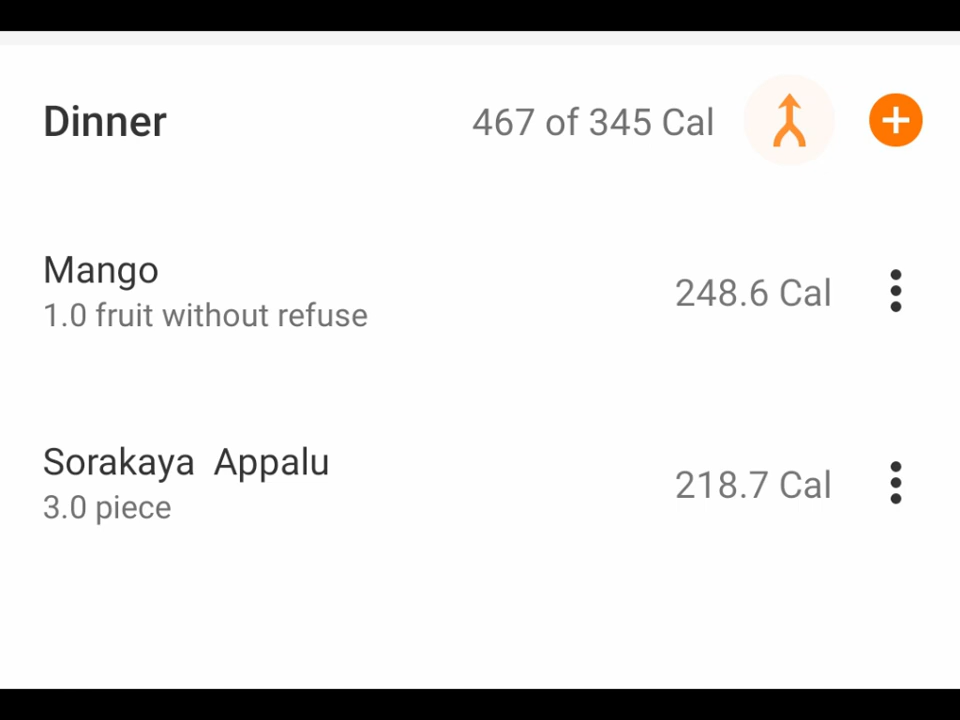 Dinner 467 of 345 Cal
Mango
248.6 Cal
1.0 fruit without refuse
Sorakaya  Appalu
218.7 Cal
3.0 piece